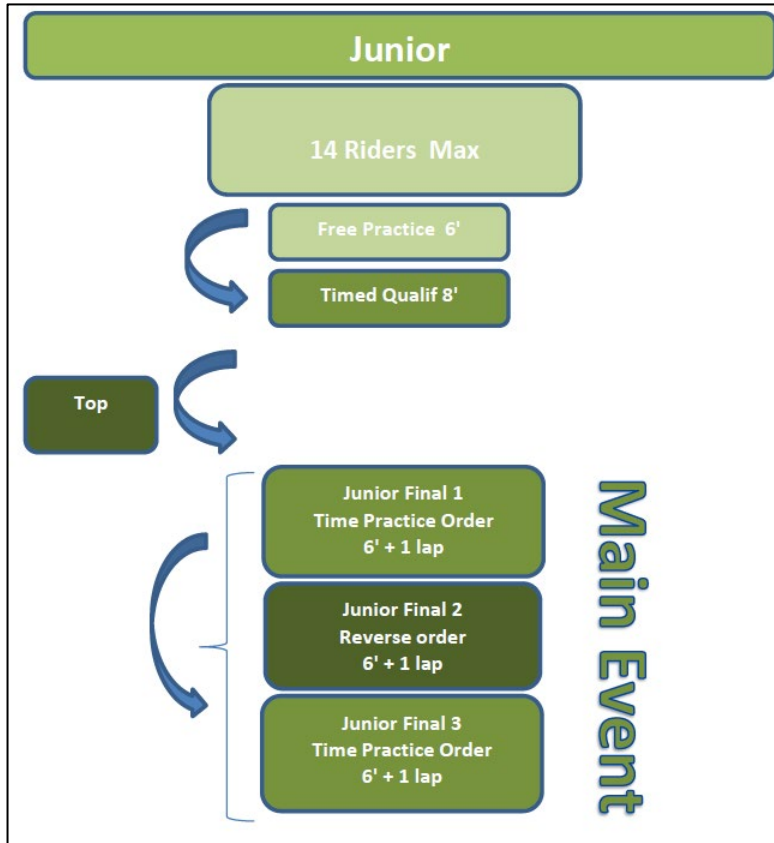 Junior
14 Riders Max
Free Practice 6'
Timed Qualif 8'
Top
Junior Final 1
Time Practice Order
6' + 1 lap
Junior Final 2
Reverse order
6' + 1 lap
Junior Final 3
Time Practice Order
6' + 1 lap
Main Event